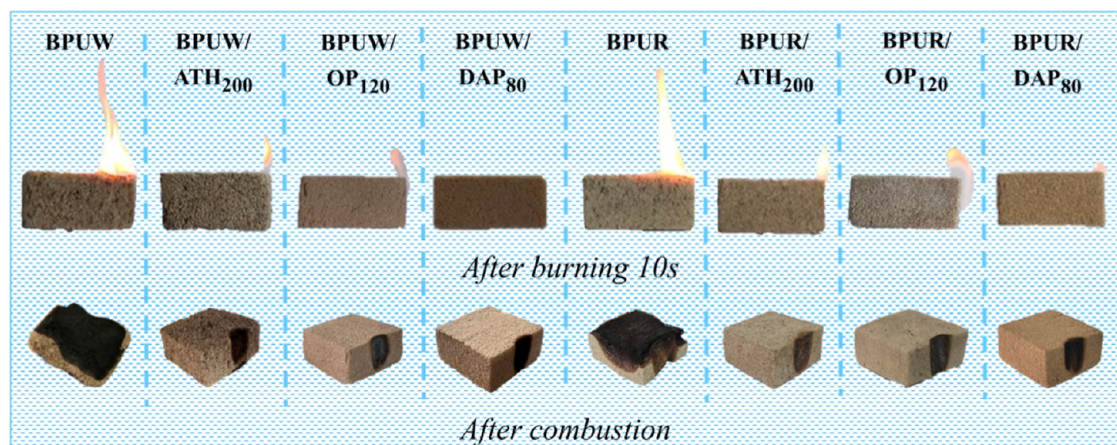 BPUW
BPUW/
ATH200
BPUW/
OP120
BPUW/
DAP80
BPUR
BPUR/
ATH200
BPUR/
OP120
BPUR/
DAP80
After burning 10s
After combustion